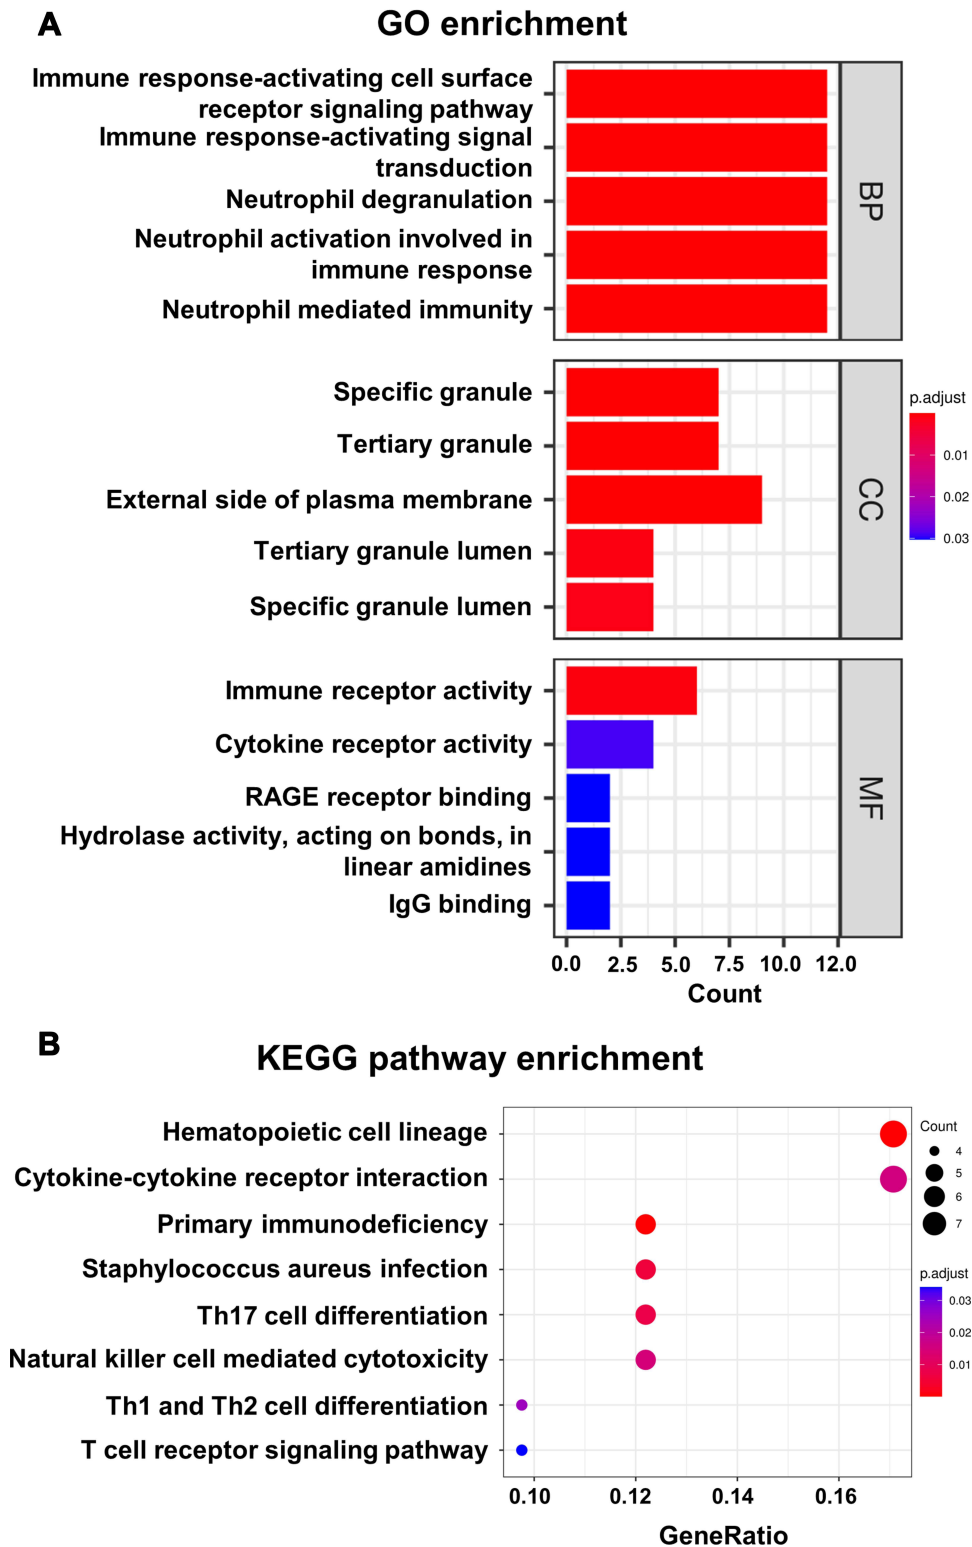 A
GO enrichment
Immune response-activating cell surface
receptor signaling pathway
Immune response-activating signal
transduction
Neutrophil degranulation
Neutrophil activation involved in
immune response
Neutrophil mediated immunity
BP
Specific granule
Tertiary granule
External side of plasma membrane
Tertiary granule lumen
Specific granule lumen
CC
p.adjust
0.01
0.02
0.03
Immune receptor activity
Cytokine receptor activity
RAGE receptor binding
Hydrolase activity, acting on bonds, in
linear amidines
IgG binding
MF
0.0 2.5 5.0 7.5 10.0 12.0
Count
B
KEGG pathway enrichment
Hematopoietic cell lineage
Cytokine-cytokine receptor interaction
Primary immunodeficiency
Staphylococcus aureus infection
Th17 cell differentiation
Natural killer cell mediated cytotoxicity
Th1 and Th2 cell differentiation
T cell receptor signaling pathway
Count
4
5
6
7
p.adjust
0.03
0.02
0.01
0.10 0.12 0.14 0.16
GeneRatio